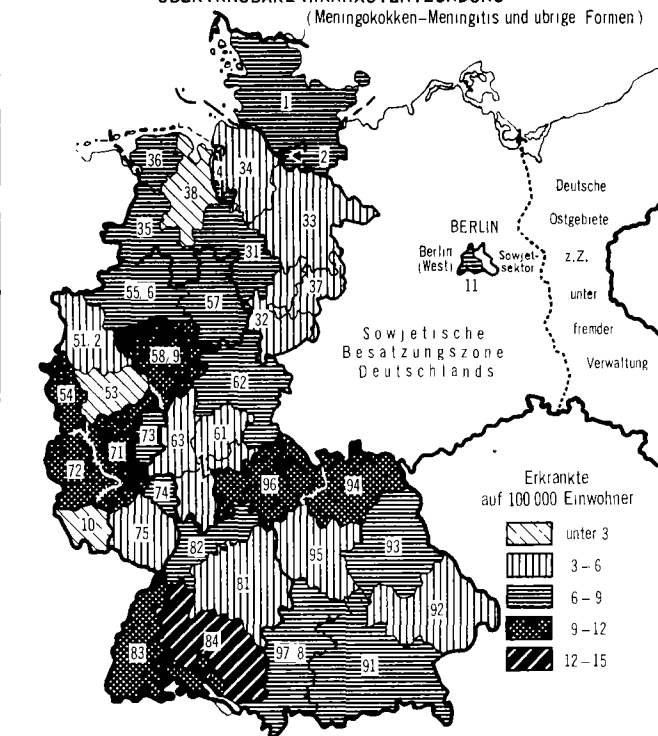 (Meningokokken-Meningitis und übrige Formen)
1
36
4
34
2
38
33
35
31
BERLIN
Berlin
(West)
Sowjet-
sektor
11
Deutsche
Ostgebiete
z.Z.
unter
fremder
Verwaltung
37
55, 6
57
32
51, 2
58, 9
Sowjetische
Besatzungszone
Deutschlands
54
53
62
73
63
61
71
72
74
96
94
10
75
82
95
93
81
92
84
83
97 8
91
Erkrankte
auf 100 000 Einwohner
unter 3
3-6
6-9
9-12
12-15